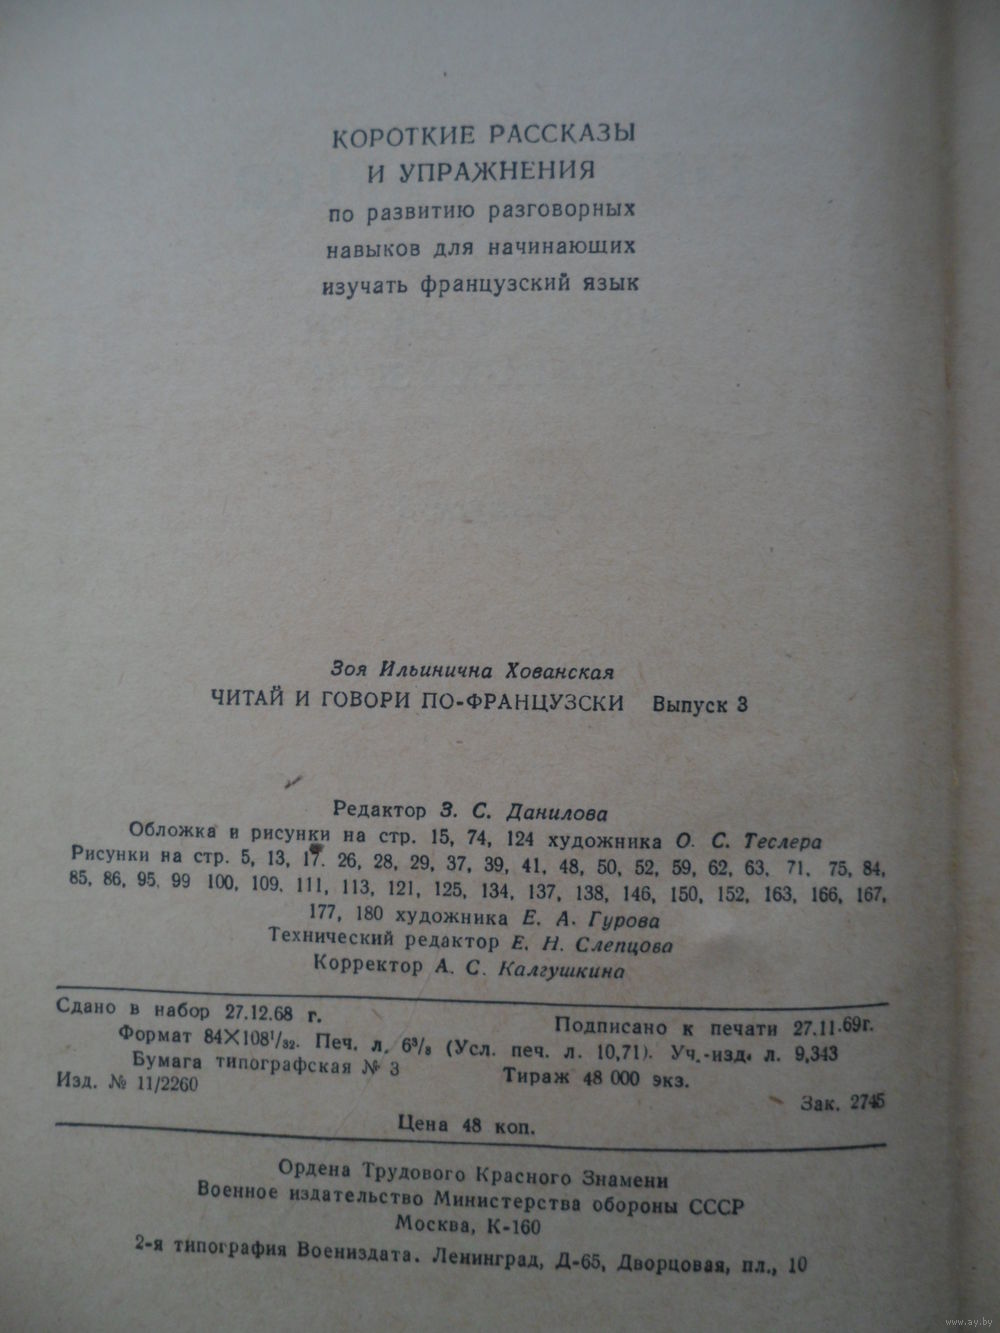 КОРОТКИЕ РАССКАЗЫ
И УПРАЖНЕНИЯ
по развитию разговорных
навыков для начинающих
изучать французский язык
Зоя Ильинична Хованская
ЧИТАЙ И ГОВОРИ ПО-ФРАНЦУЗСКИ Выпуск 3
Редактор З. С. Данилова
Обложка и рисунки на стр. 15, 74, 124 художника О. С. Теслера
Рисунки на стр. 5, 13, 17. 26, 28, 29, 37, 39, 41, 48, 50, 52, 59, 62, 63, 71, 75, 84,
85, 86, 95, 99 100, 109, 111, 113, 121, 125, 134, 137, 138, 146, 150, 152, 163, 166, 167,
177, 180 художника Е. А. Гурова
Технический редактор Е. Н. Слепцова
Корректор А. С. Калгушкина
Сдано в набор 27.12.68 г. Подписано к печати 27.11.69г.
Формат 84×108¹/₃₂. Печ. л. 6³/₈ (Усл. печ. л. 10,71). Уч.-изд. л. 9,343
Бумага типографская № 3 Тираж 48 000 экз.
Изд. № 11/2260 Зак. 2745
Цена 48 коп.
Ордена Трудового Красного Знамени
Военное издательство Министерства обороны СССР
Москва, К-160
2-я типография Воениздата. Ленинград, Д-65, Дворцовая, пл., 10
www.ay.by